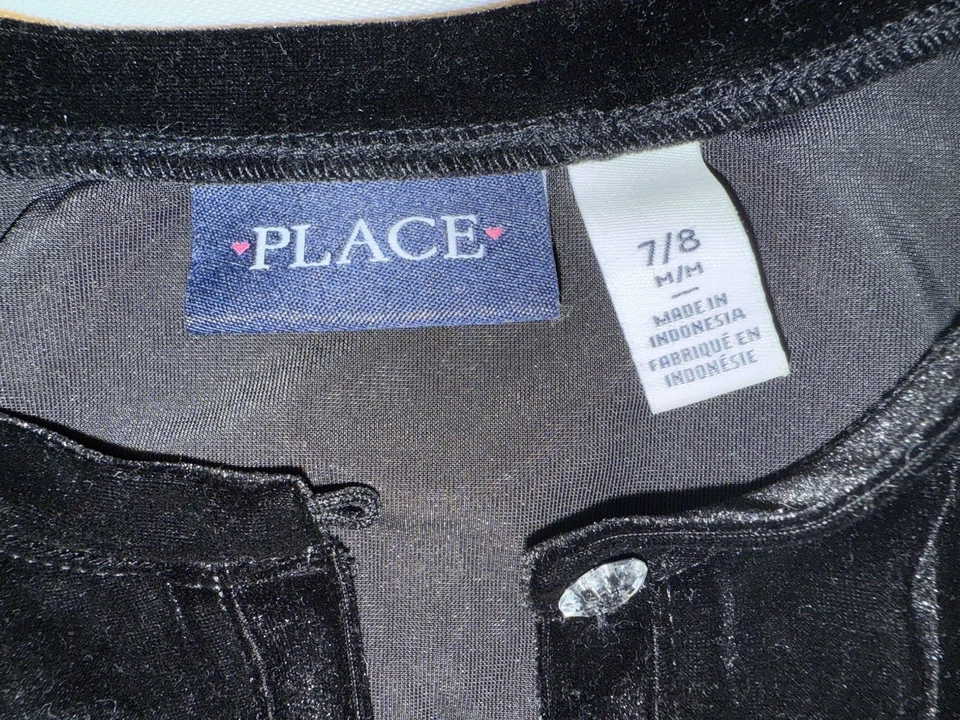 PLACE
7/8
M/M
MADE IN
INDONESIA
FABRIQUÉ EN
INDONÉSIE